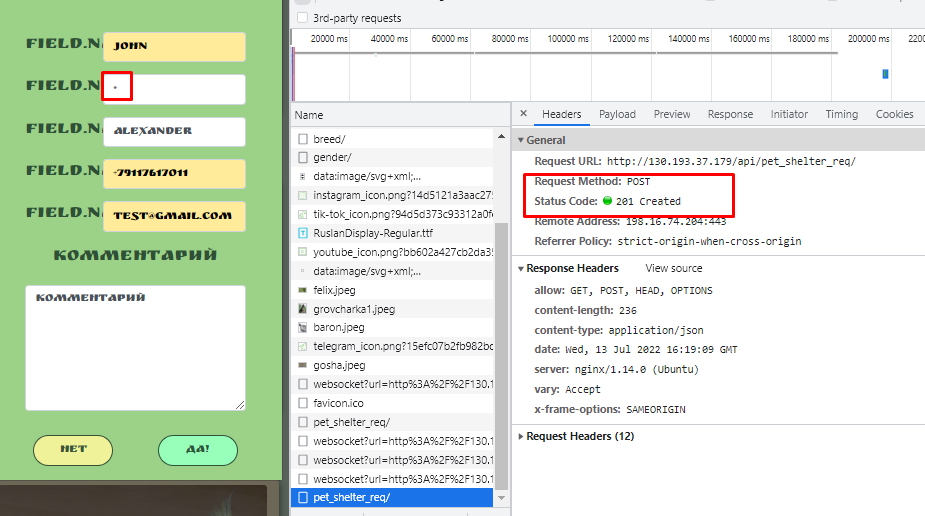 3rd-party requests
20000 ms 40000 ms 60000 ms 80000 ms 100000 ms 120000 ms 140000 ms 160000 ms 180000 ms 200000 ms 2200
FIELD.N
JOHN
FIELD.N
-
FIELD.N
ALEXANDER
FIELD.N
-79117617011
FIELD.N
TEST@GMAIL.COM
КОММЕНТАРИЙ
КОММЕНТАРИЙ
НЕТ
ДА!
Name
breed/
gender/
data:image/svg+xml;...
instagram_icon.png?14d5121a3aac275
tik-tok_icon.png?94d5d373c93312a0f
RuslanDisplay-Regular.ttf
youtube_icon.png?bb602a427cb2da35
data:image/svg+xml;...
felix.jpeg
grovcharka1.jpeg
baron.jpeg
telegram_icon.png?15efc07b2fb982bc
gosha.jpeg
websocket?url=http%3A%2F%2F130.1
favicon.ico
pet_shelter_req/
websocket?url=http%3A%2F%2F130.1
websocket?url=http%3A%2F%2F130.1
websocket?url=http%3A%2F%2F130.1
pet_shelter_req/
× Headers Payload Preview Response Initiator Timing Cookies
General
Request URL: http://130.193.37.179/api/pet_shelter_req/
Request Method: POST
Status Code: 201 Created
Remote Address: 198.16.74.204:443
Referrer Policy: strict-origin-when-cross-origin
Response Headers View source
allow: GET, POST, HEAD, OPTIONS
content-length: 236
content-type: application/json
date: Wed, 13 Jul 2022 16:19:09 GMT
server: nginx/1.14.0 (Ubuntu)
vary: Accept
x-frame-options: SAMEORIGIN
Request Headers (12)